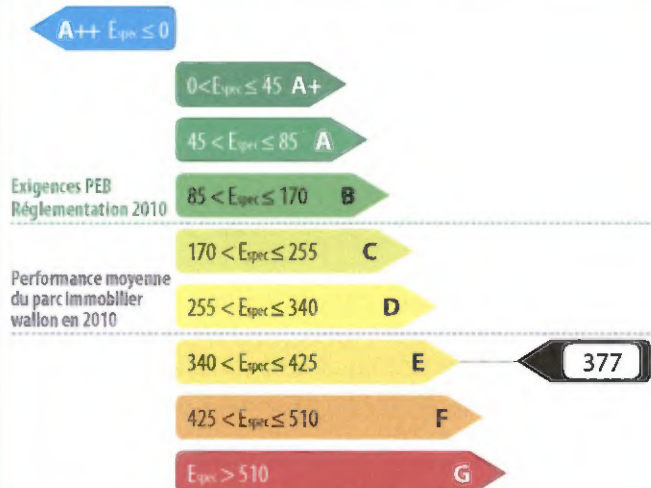 A++ Espec ≤ 0
0 < Espec ≤ 45 A+
45 < Espec ≤ 85 A
Exigences PEB
Réglementation 2010
85 < Espec ≤ 170 B
170 < Espec ≤ 255 C
Performance moyenne
du parc immobilier
wallon en 2010
255 < Espec ≤ 340 D
340 < Espec ≤ 425 E
377
425 < Espec ≤ 510 F
Espec > 510 G